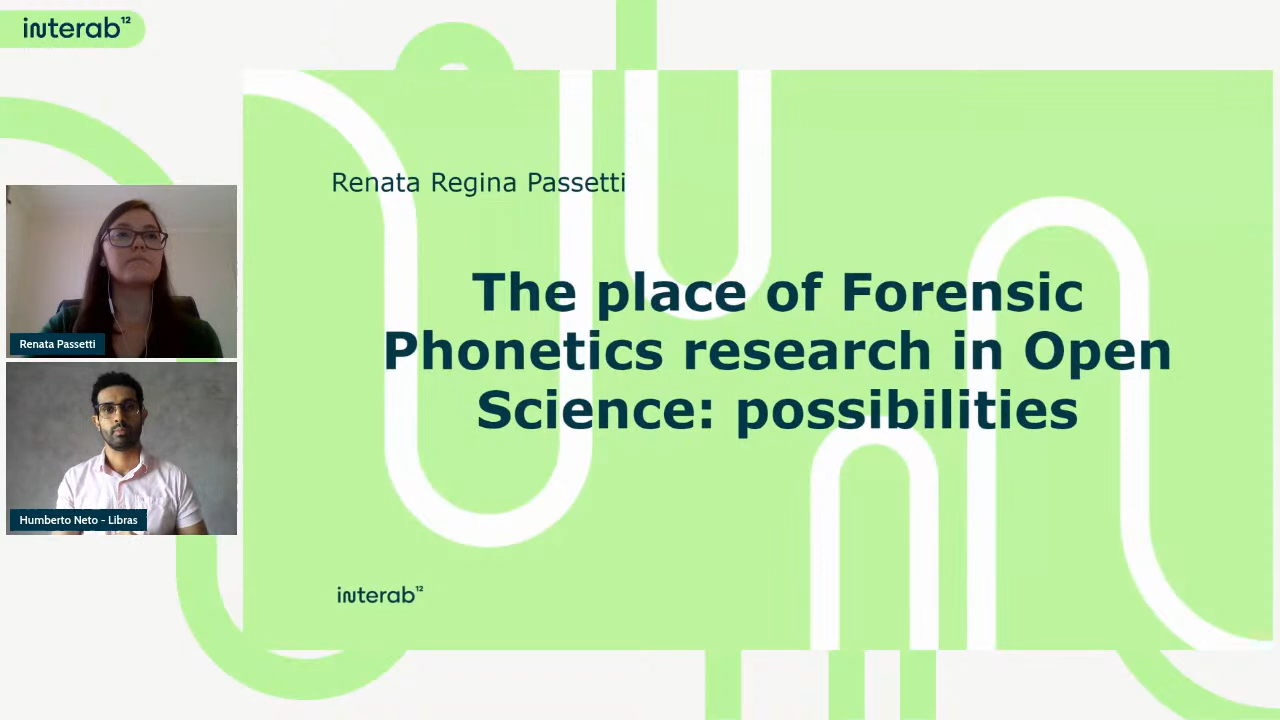 interab¹²
Renata Regina Passetti
The place of Forensic
Phonetics research in Open
Science: possibilities
Renata Passetti
Humberto Neto - Libras
interab¹²